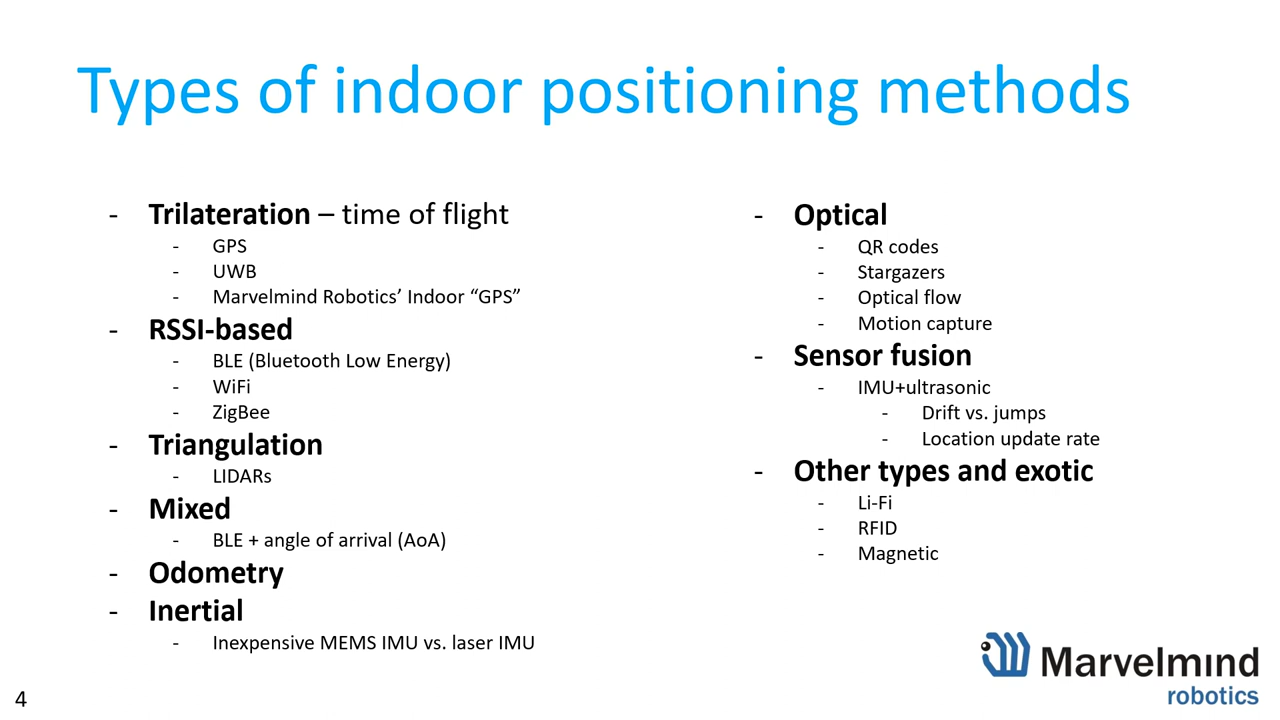 Types of indoor positioning methods
- Trilateration – time of flight
- GPS
- UWB
- Marvelmind Robotics’ Indoor “GPS”
- RSSI-based
- BLE (Bluetooth Low Energy)
- WiFi
- ZigBee
- Triangulation
- LIDARs
- Mixed
- BLE + angle of arrival (AoA)
- Odometry
- Inertial
- Inexpensive MEMS IMU vs. laser IMU
- Optical
- QR codes
- Stargazers
- Optical flow
- Motion capture
- Sensor fusion
- IMU+ultrasonic
- Drift vs. jumps
- Location update rate
- Other types and exotic
- Li-Fi
- RFID
- Magnetic
Marvelmind
robotics
4